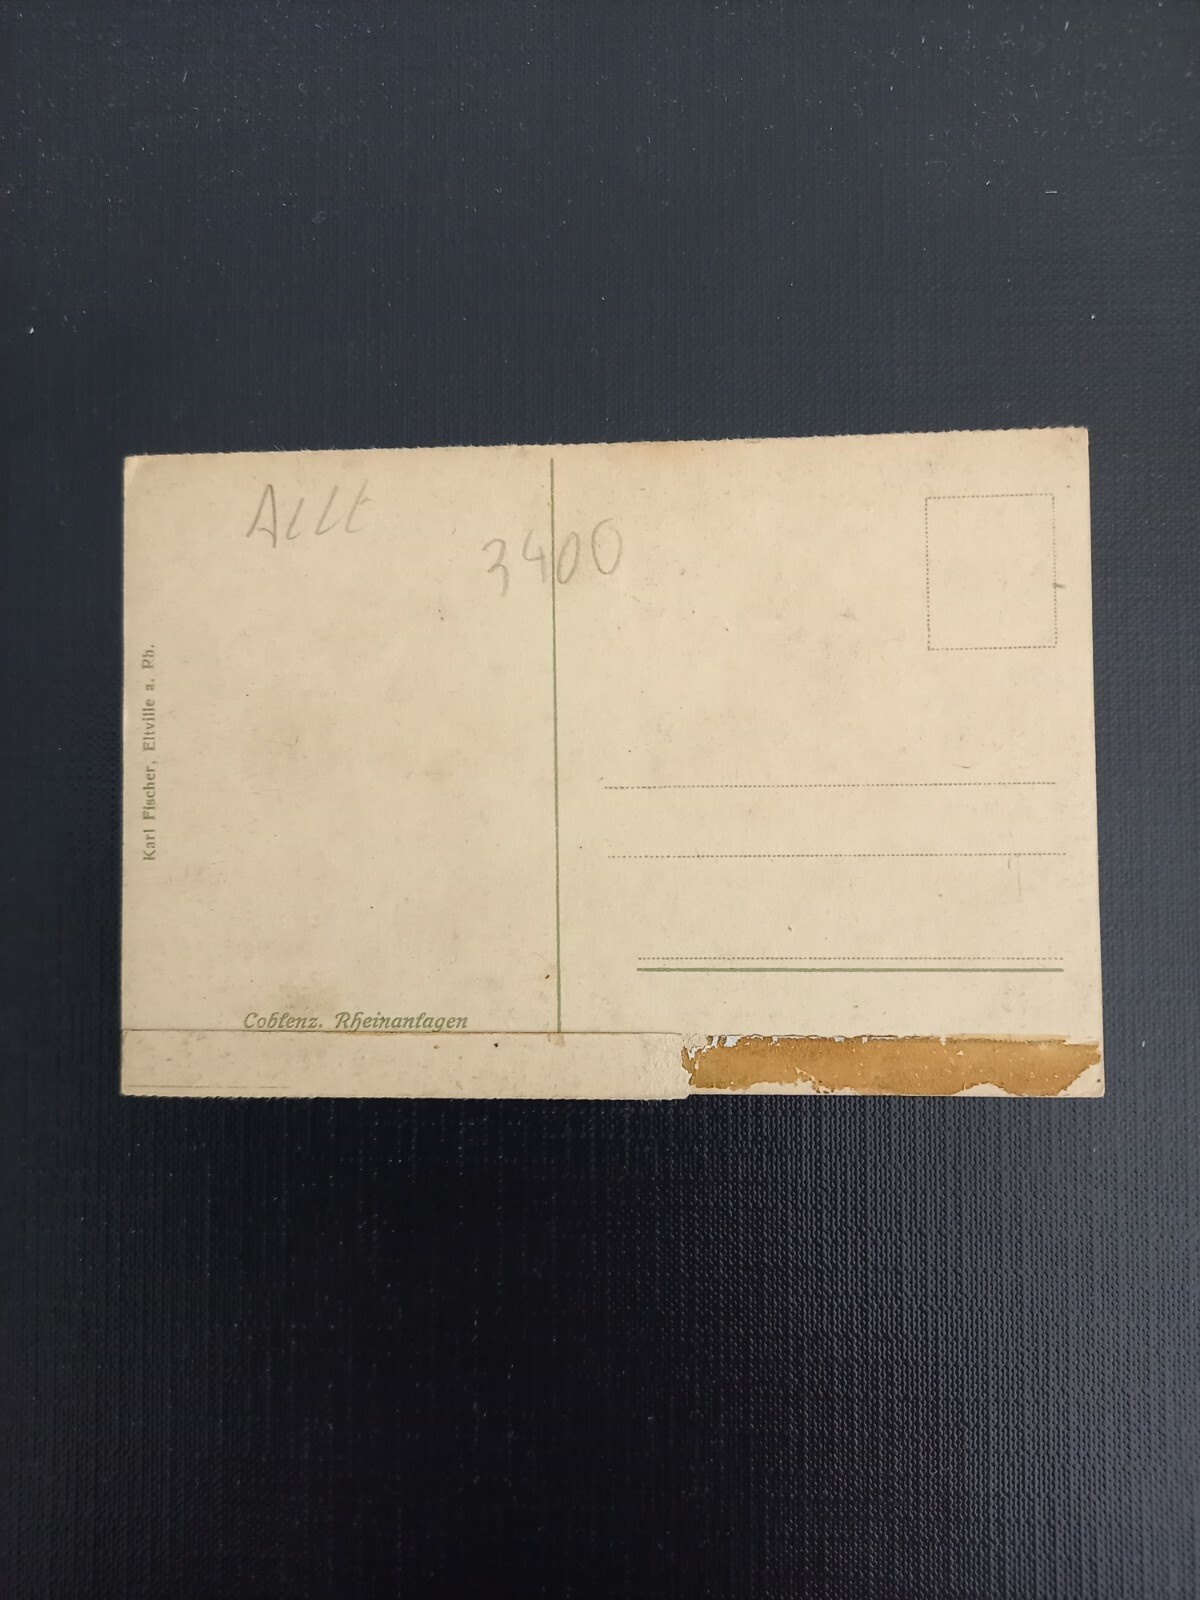 Allt
3400
Karl Fischer, Eltville a. Rh.
Coblenz. Rheinanlagen